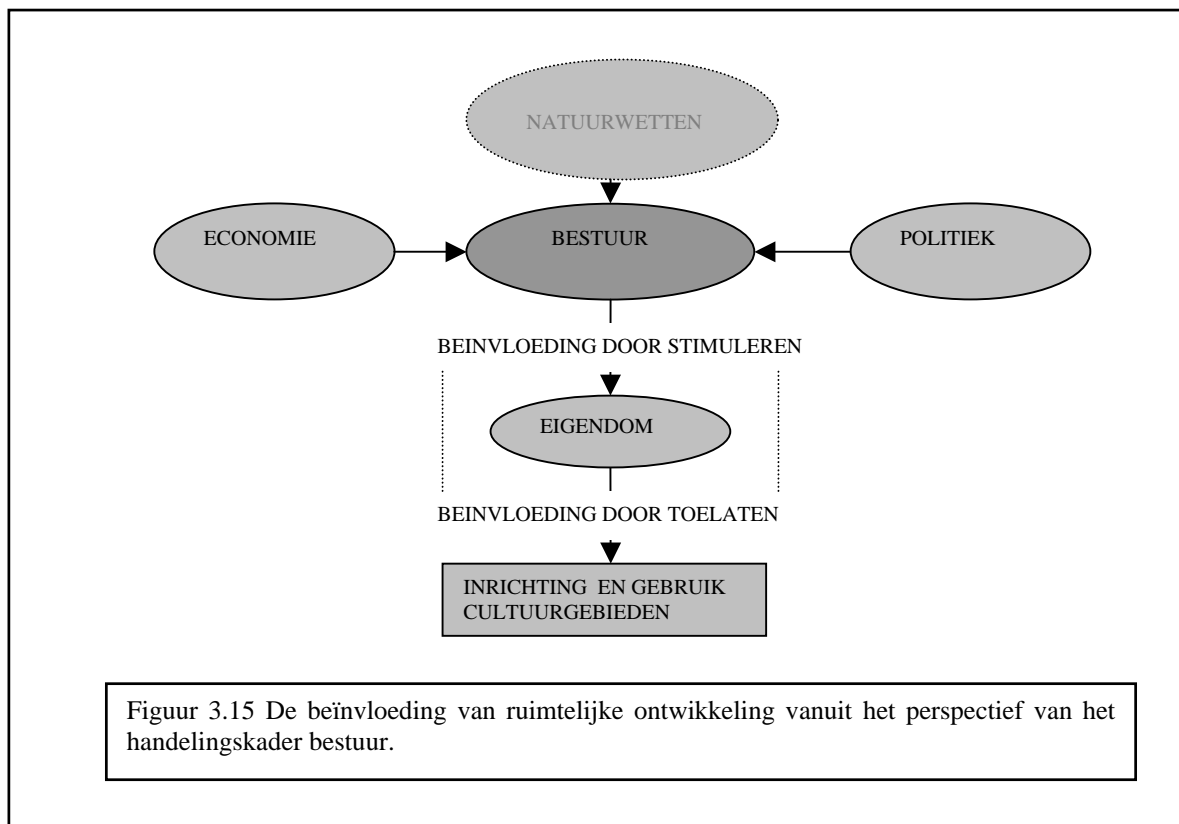 NATUURWETTEN
ECONOMIE
BESTUUR
POLITIEK
BEINVLOEDING DOOR STIMULEREN
EIGENDOM
BEINVLOEDING DOOR TOELATEN
INRICHTING EN GEBRUIK
CULTUURGEBIEDEN
Figuur 3.15 De beïnvloeding van ruimtelijke ontwikkeling vanuit het perspectief van het
handelingskader bestuur.